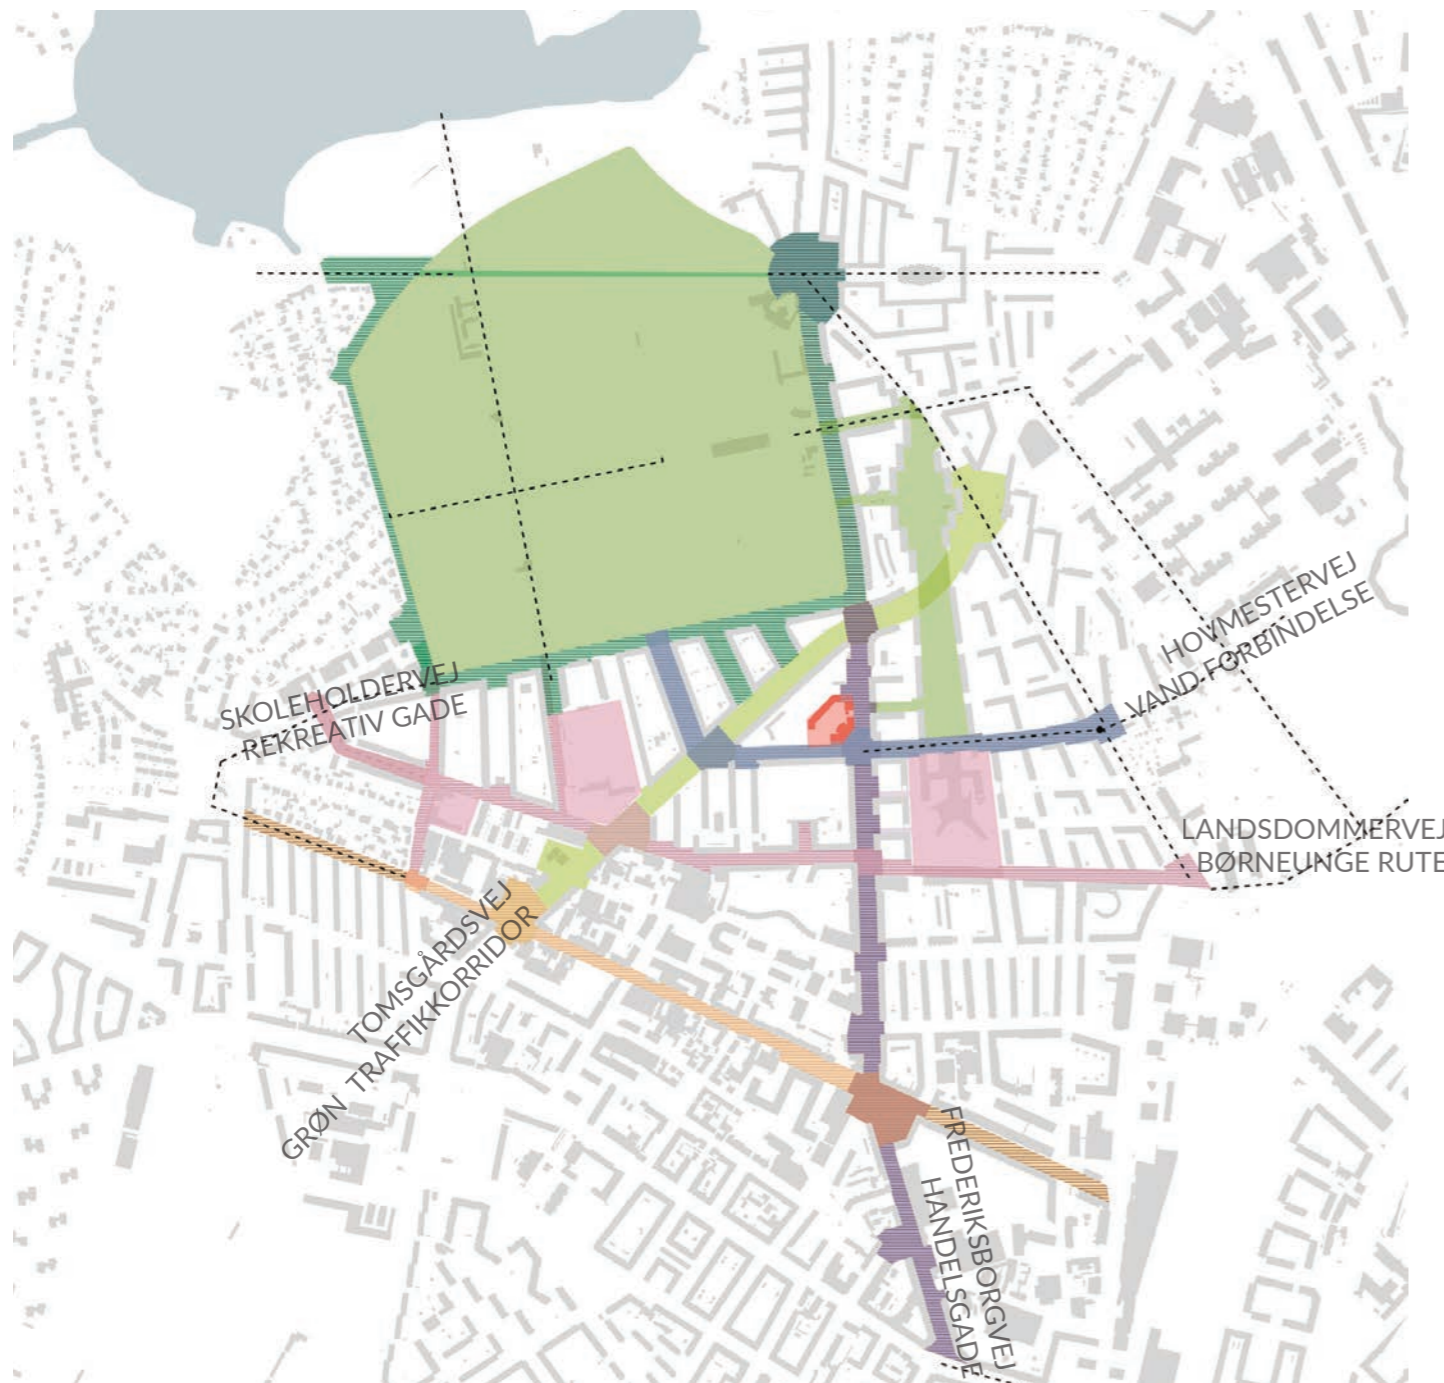 HOVMESTERVEJ
VAND FORBINDELSE
SKOLEHOLDERVEJ
REKREATIV GADE
LANDSDOMMERVEJ
BØRNEUNGE RUTE
TOMSGÅRDSVEJ
GRØN TRAFFIKKORRIDOR
FREDERIKSBORGVEJ
HANDELSGADE